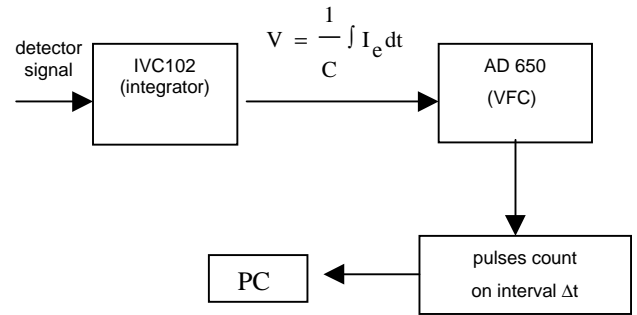 detector
signal
IVC102
(integrator)
V = 1/C ∫ I_e dt
AD 650
(VFC)
pulses count
on interval Δt
PC